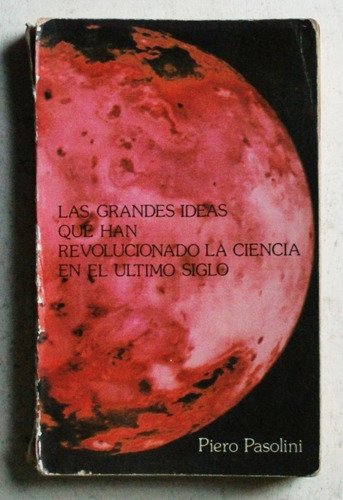 LAS GRANDES IDEAS
QUE HAN
REVOLUCIONADO LA CIENCIA
EN EL ULTIMO SIGLO
Piero Pasolini